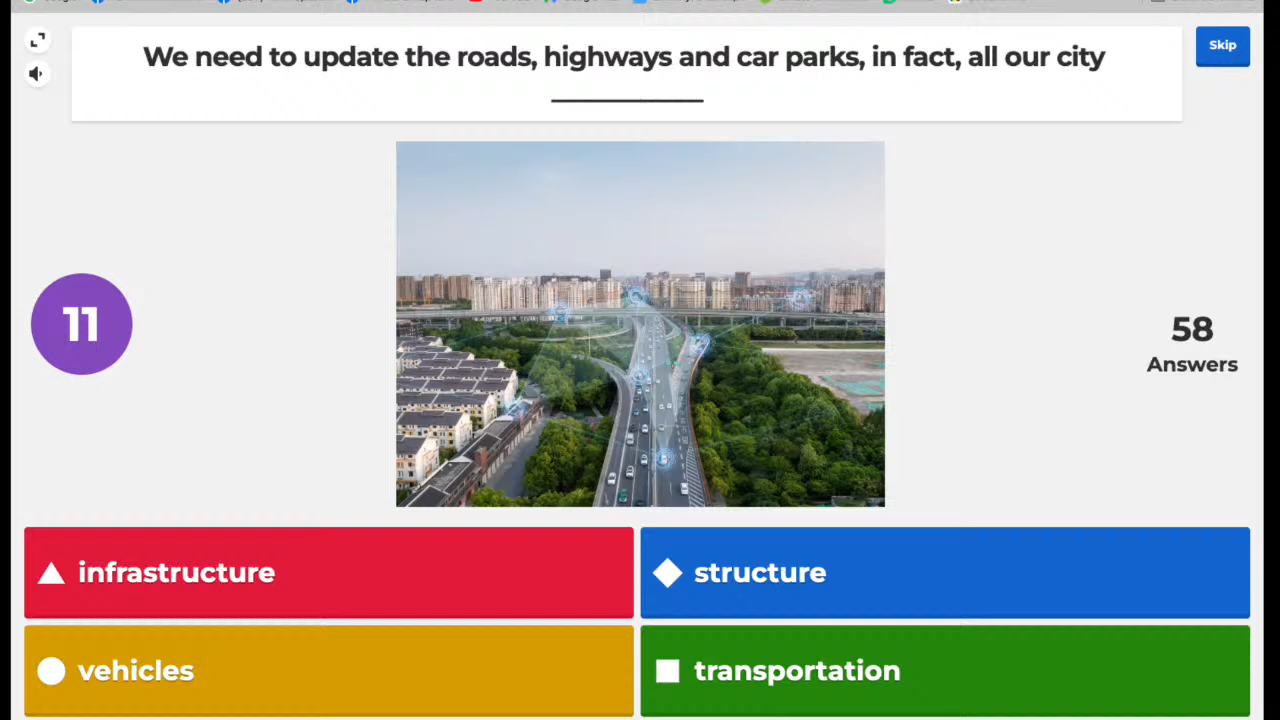 Skip
We need to update the roads, highways and car parks, in fact, all our city
____________
11
58
Answers
infrastructure
structure
vehicles
transportation